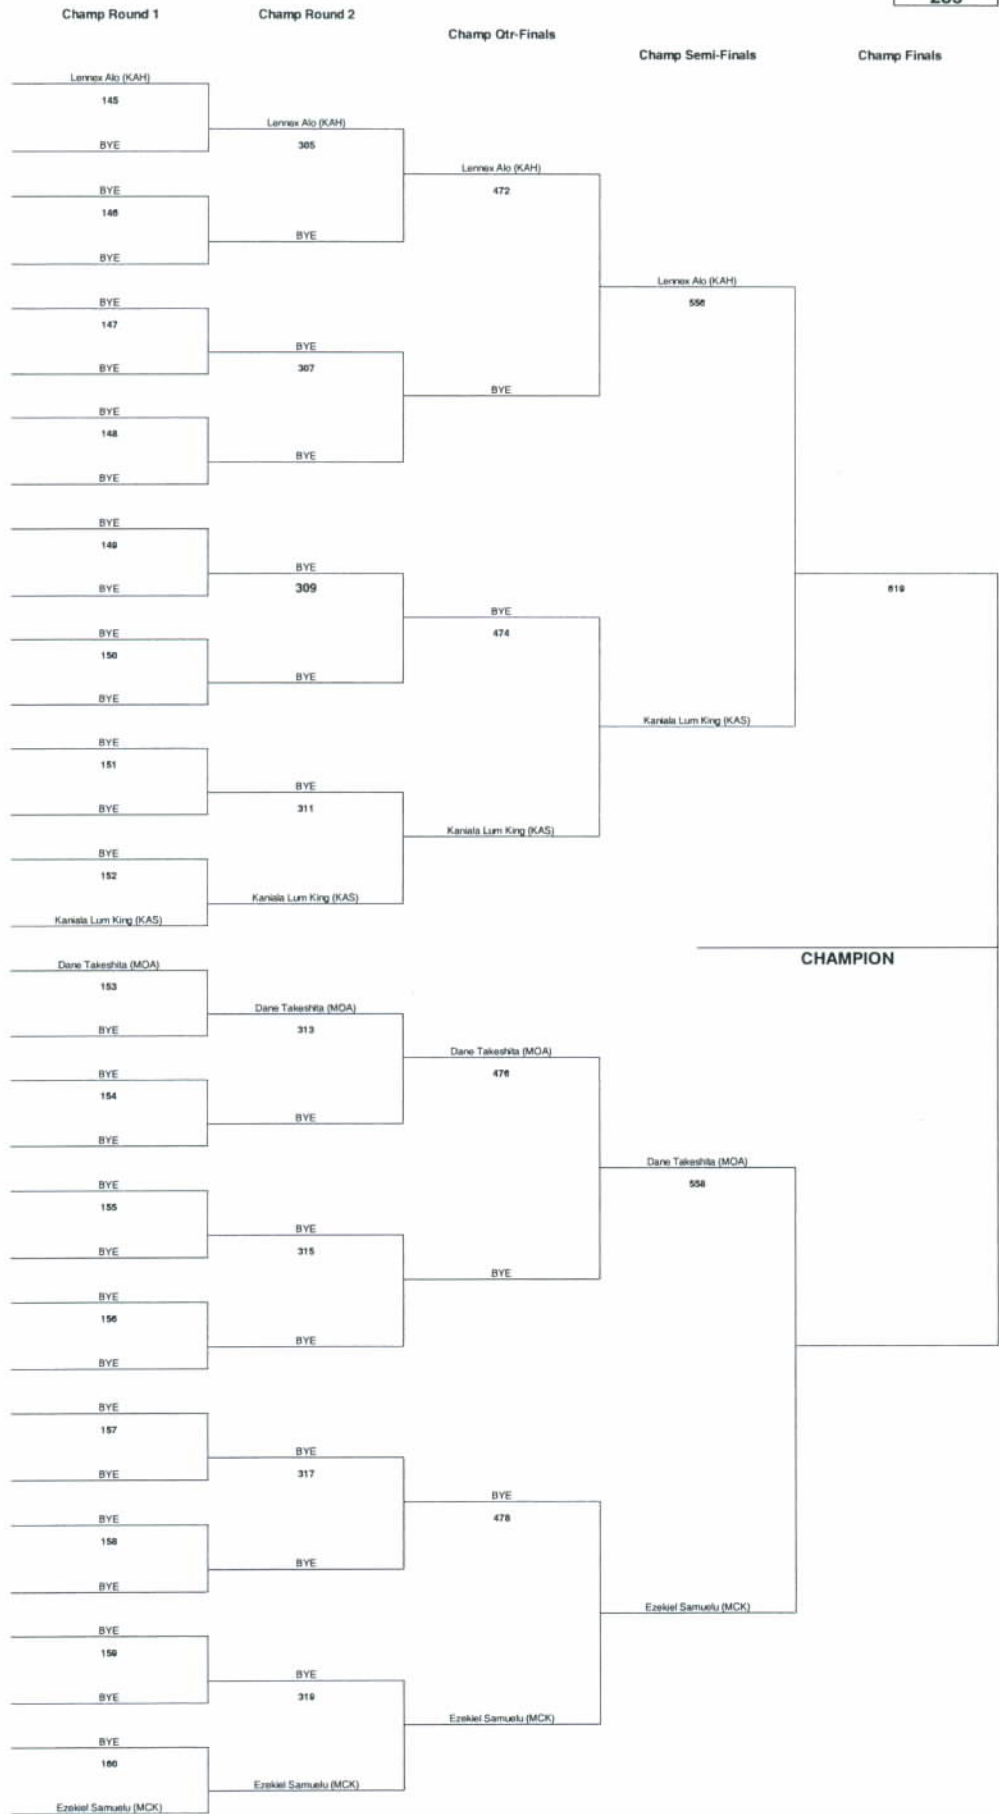 Champ Round 1
Champ Round 2
Champ Qtr-Finals
Champ Semi-Finals
Champ Finals
Lennex Alo (KAH)
145
BYE
BYE
146
BYE
BYE
147
BYE
BYE
148
BYE
BYE
149
BYE
BYE
150
BYE
BYE
151
BYE
BYE
152
Kaniala Lum King (KAS)
Dane Takeshita (MOA)
153
BYE
BYE
154
BYE
BYE
155
BYE
BYE
156
BYE
BYE
157
BYE
BYE
158
BYE
BYE
159
BYE
BYE
160
Ezekiel Samuelu (MCK)
Lennex Alo (KAH)
305
BYE
BYE
307
BYE
BYE
309
BYE
BYE
311
Kaniala Lum King (KAS)
Dane Takeshita (MOA)
313
BYE
BYE
315
BYE
BYE
317
BYE
BYE
319
Ezekiel Samuelu (MCK)
Lennex Alo (KAH)
472
BYE
BYE
474
Kaniala Lum King (KAS)
Dane Takeshita (MOA)
476
BYE
BYE
478
Ezekiel Samuelu (MCK)
Lennex Alo (KAH)
556
Kaniala Lum King (KAS)
Dane Takeshita (MOA)
558
Ezekiel Samuelu (MCK)
619
CHAMPION